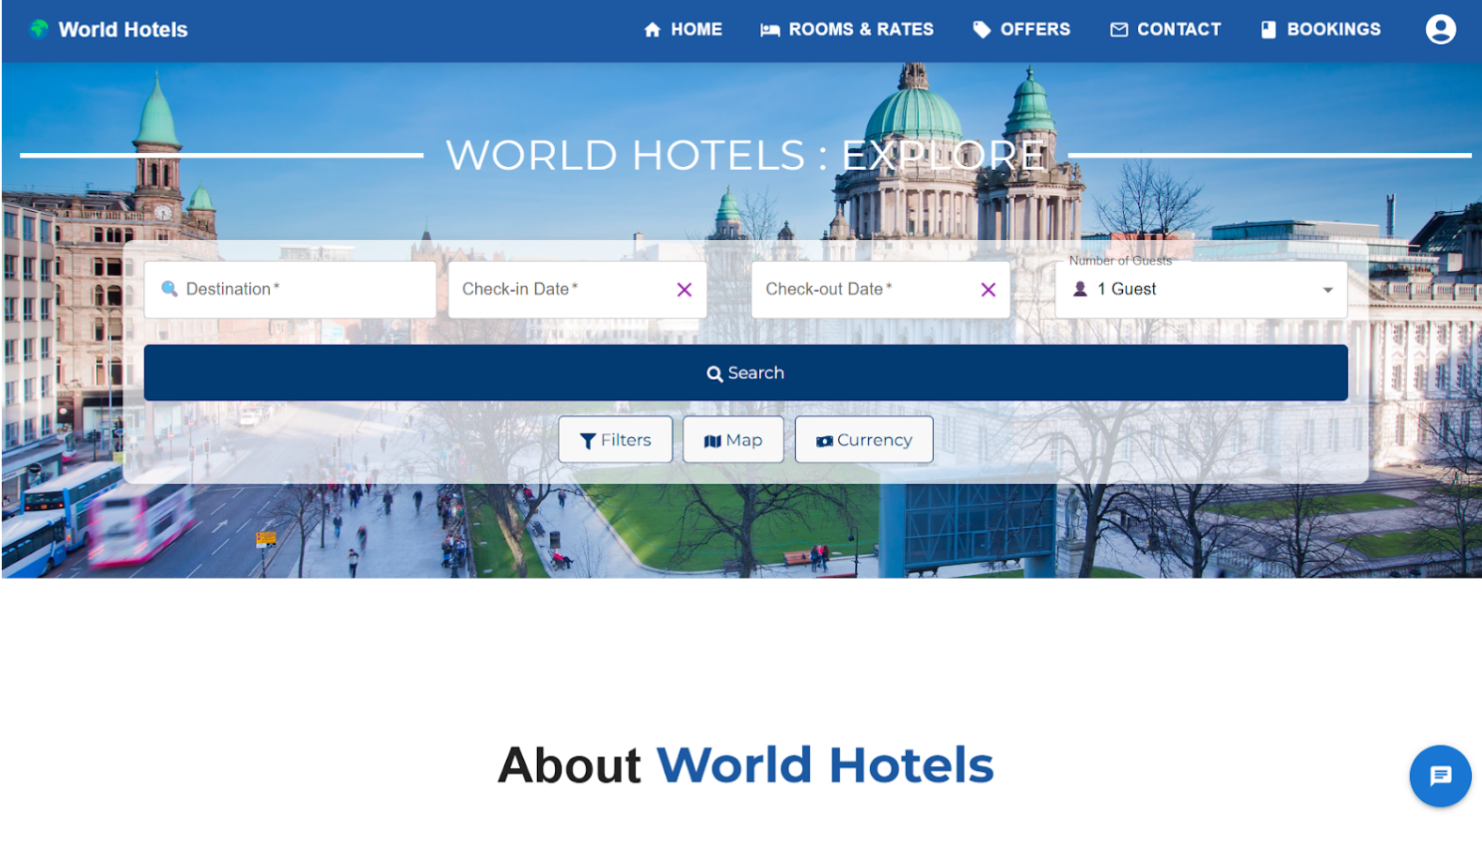 World Hotels
HOME ROOMS & RATES OFFERS CONTACT BOOKINGS
WORLD HOTELS : EXPLORE
Number of Guests
Destination* Check-in Date* Check-out Date* 1 Guest
Search
Filters Map Currency
About World Hotels